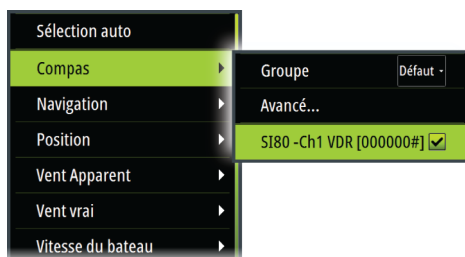 Sélection auto
Compas
Navigation
Position
Vent Apparent
Vent vrai
Vitesse du bateau
Groupe Défaut
Avancé...
SI80 -Ch1 VDR [000000#]